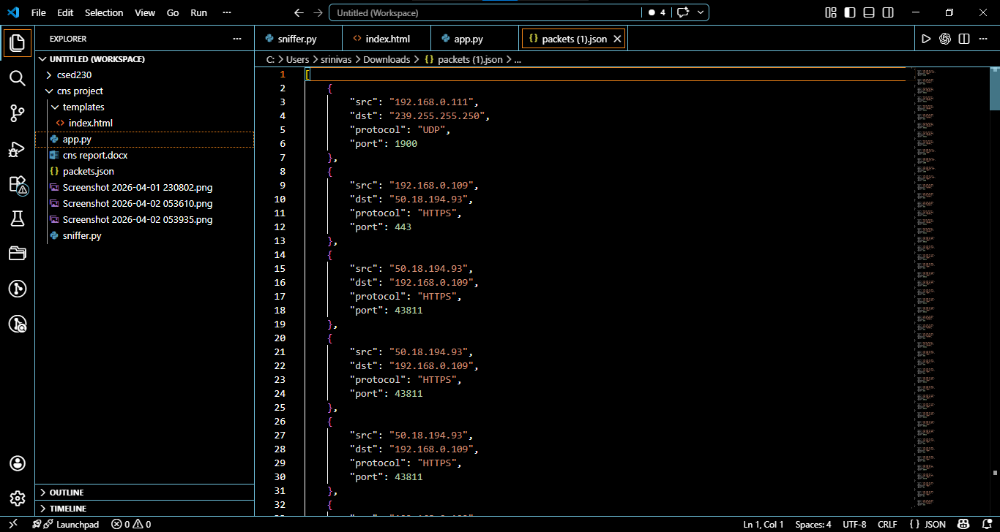 File Edit Selection View Go Run ···
Untitled (Workspace)
4
EXPLORER
UNTITLED (WORKSPACE)
csed230
cns project
templates
<> index.html
app.py
cns report.docx
{} packets.json
Screenshot 2026-04-01 230802.png
Screenshot 2026-04-02 053610.png
Screenshot 2026-04-02 053935.png
sniffer.py
OUTLINE
TIMELINE
sniffer.py <> index.html app.py {} packets (1).json
C: > Users > srinivas > Downloads > {} packets (1).json > ...
1 [
2 {
3 "src": "192.168.0.111",
4 "dst": "239.255.255.250",
5 "protocol": "UDP",
6 "port": 1900
7 },
8 {
9 "src": "192.168.0.109",
10 "dst": "50.18.194.93",
11 "protocol": "HTTPS",
12 "port": 443
13 },
14 {
15 "src": "50.18.194.93",
16 "dst": "192.168.0.109",
17 "protocol": "HTTPS",
18 "port": 43811
19 },
20 {
21 "src": "50.18.194.93",
22 "dst": "192.168.0.109",
23 "protocol": "HTTPS",
24 "port": 43811
25 },
26 {
27 "src": "50.18.194.93",
28 "dst": "192.168.0.109",
29 "protocol": "HTTPS",
30 "port": 43811
31 },
32 {
Launchpad 0 0 Ln 1, Col 1 Spaces: 4 UTF-8 CRLF {} JSON